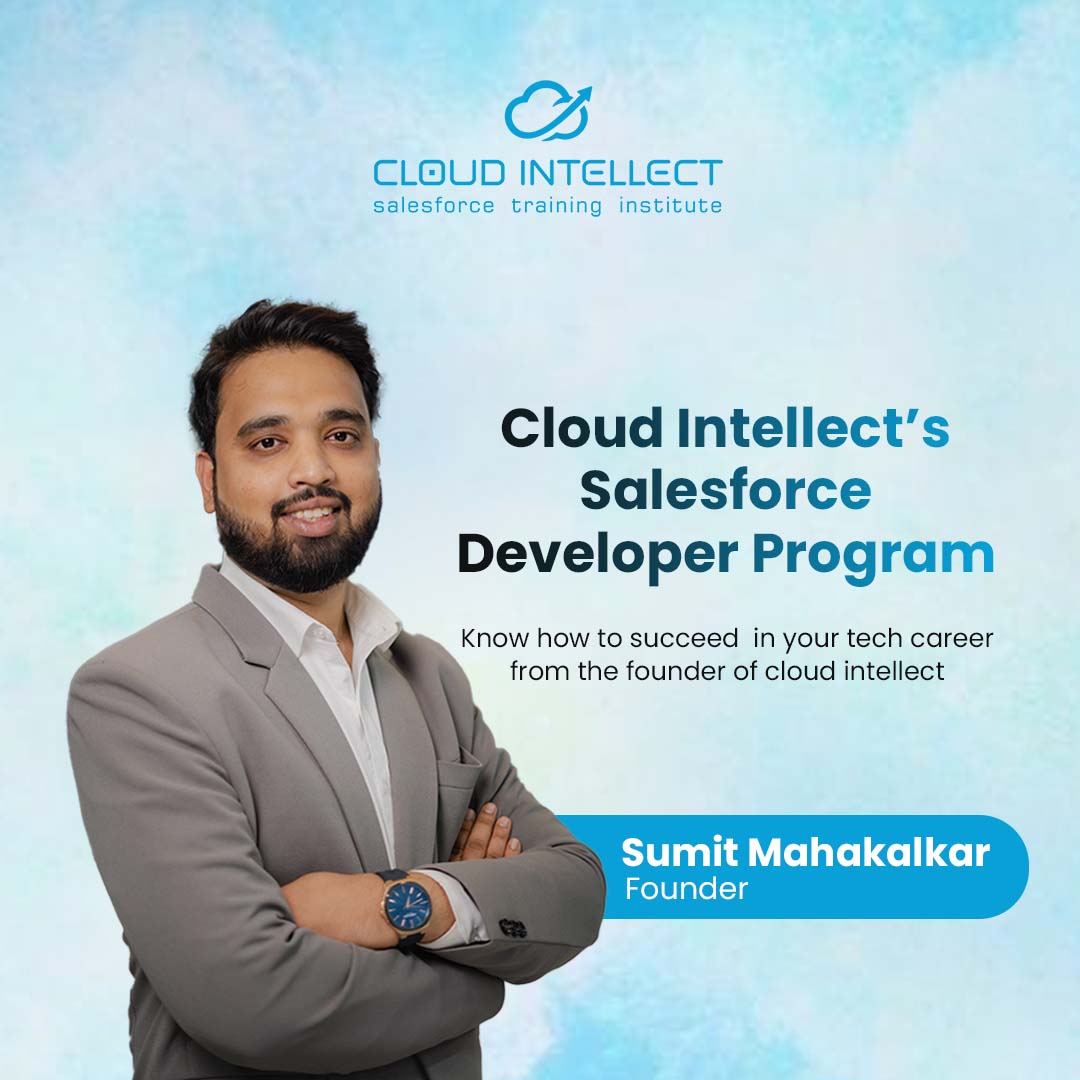 CLOUD INTELLECT
salesforce training institute
Cloud Intellect’s
Salesforce
Developer Program
Know how to succeed in your tech career
from the founder of cloud intellect
Sumit Mahakalkar
Founder